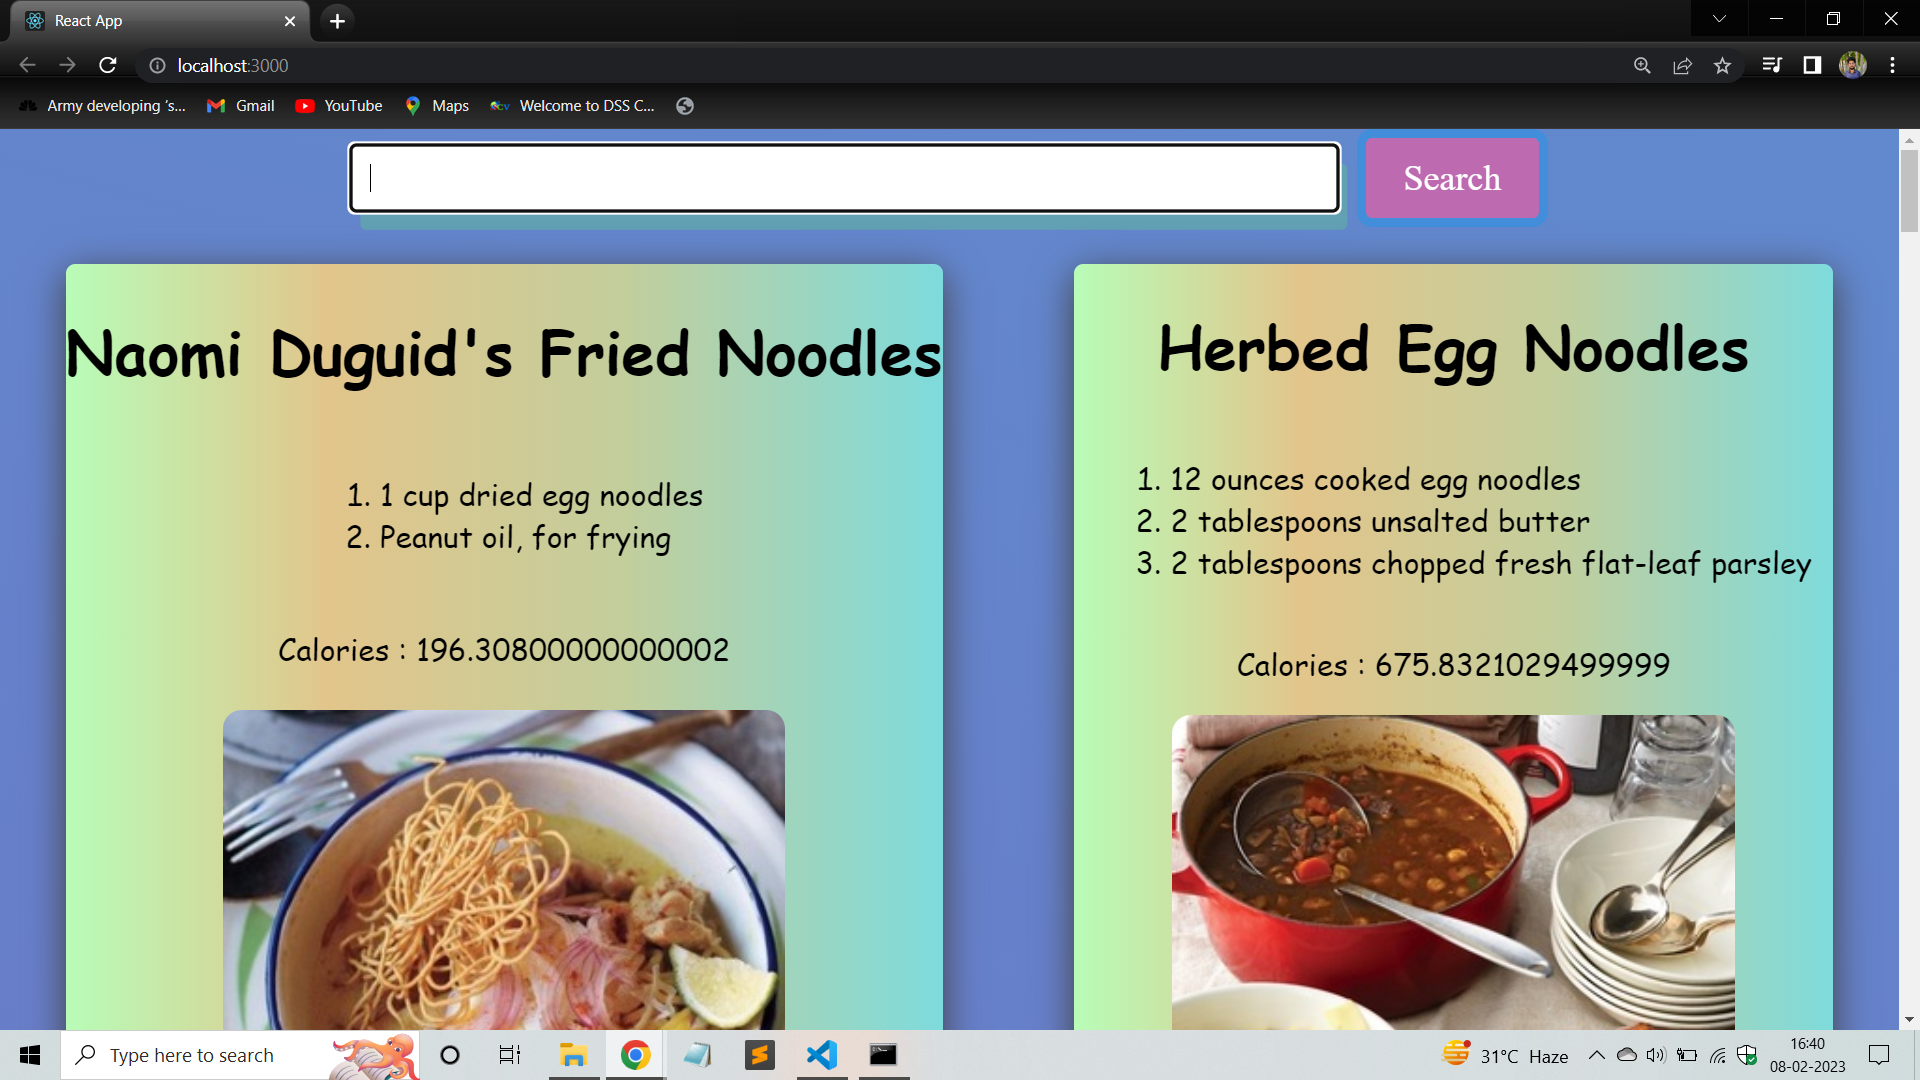 React App
localhost:3000
Army developing 's...
Gmail
YouTube
Maps
Welcome to DSS C...
Search
Naomi Duguid's Fried Noodles
1. 1 cup dried egg noodles
2. Peanut oil, for frying
Calories : 196.30800000000002
Herbed Egg Noodles
1. 12 ounces cooked egg noodles
2. 2 tablespoons unsalted butter
3. 2 tablespoons chopped fresh flat-leaf parsley
Calories : 675.8321029499999
Type here to search
31°C Haze
16:40
08-02-2023